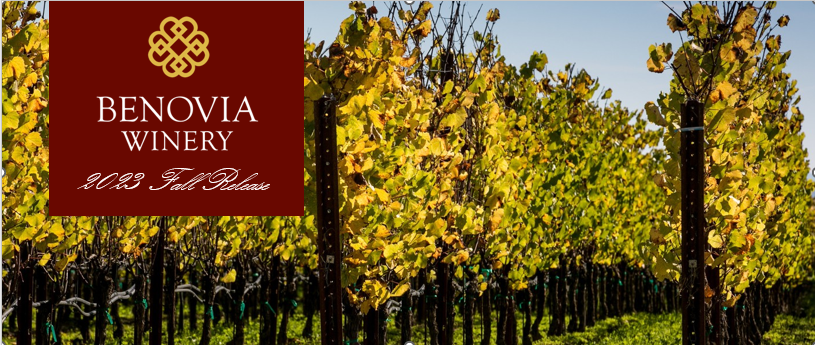 BENOVIA
WINERY
2023 Fall Release